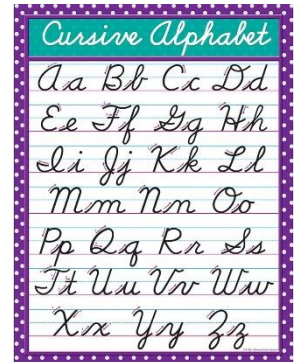 Cursive Alphabet
Aa Bb Cc Dd
Ee Ff Gg Hh
Ii Jj Kk Ll
Mm Nn Oo
Pp Qq Rr Ss
Tt Uu Vv Ww
Xx Yy Zz